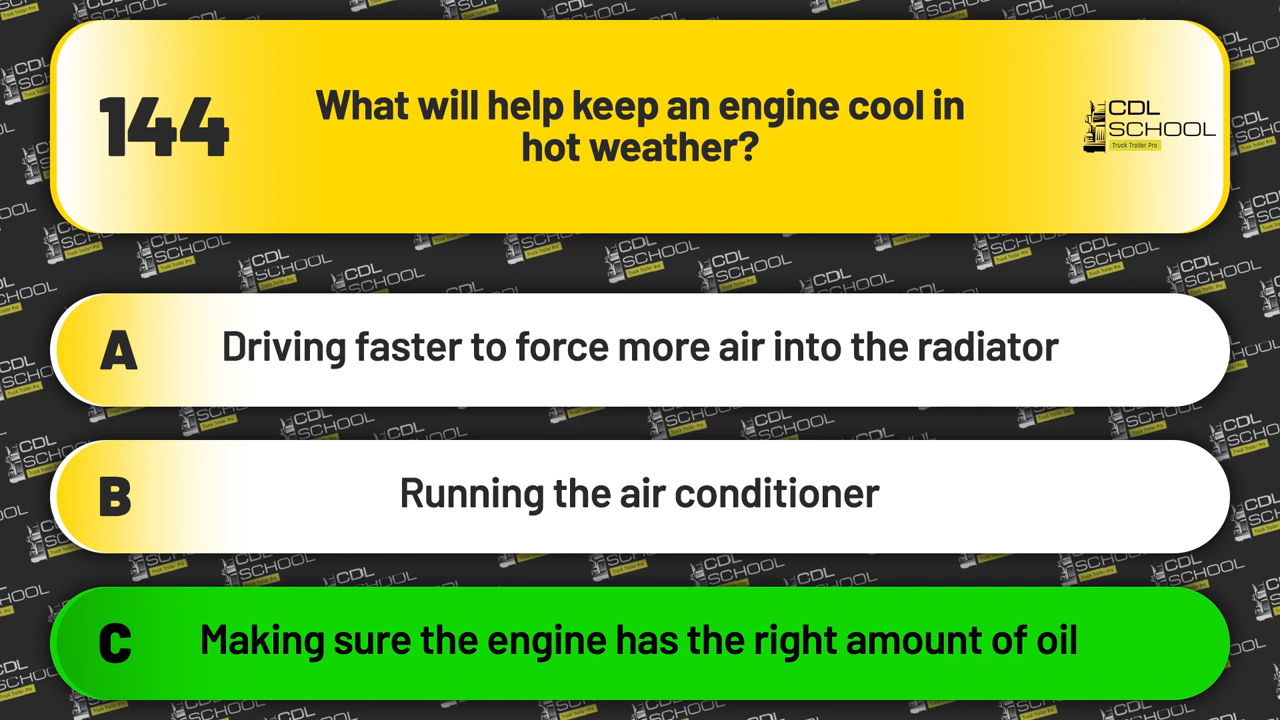 144
What will help keep an engine cool in
hot weather?
CDL
SCHOOL
Truck Trailer Pro
A
Driving faster to force more air into the radiator
B
Running the air conditioner
C
Making sure the engine has the right amount of oil